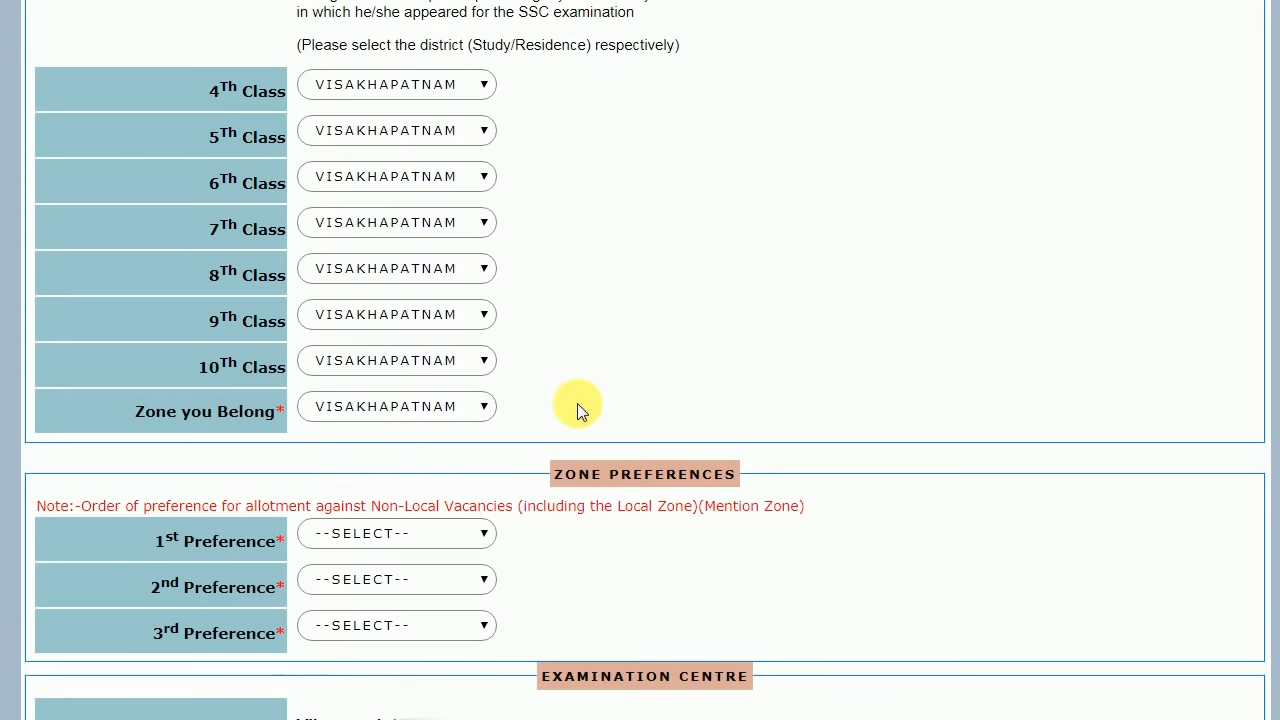 in which he/she appeared for the SSC examination
(Please select the district (Study/Residence) respectively)
4Th Class VISAKHAPATNAM
5Th Class VISAKHAPATNAM
6Th Class VISAKHAPATNAM
7Th Class VISAKHAPATNAM
8Th Class VISAKHAPATNAM
9Th Class VISAKHAPATNAM
10Th Class VISAKHAPATNAM
Zone you Belong* VISAKHAPATNAM
ZONE PREFERENCES
Note:-Order of preference for allotment against Non-Local Vacancies (including the Local Zone)(Mention Zone)
1st Preference* --SELECT--
2nd Preference* --SELECT--
3rd Preference* --SELECT--
EXAMINATION CENTRE